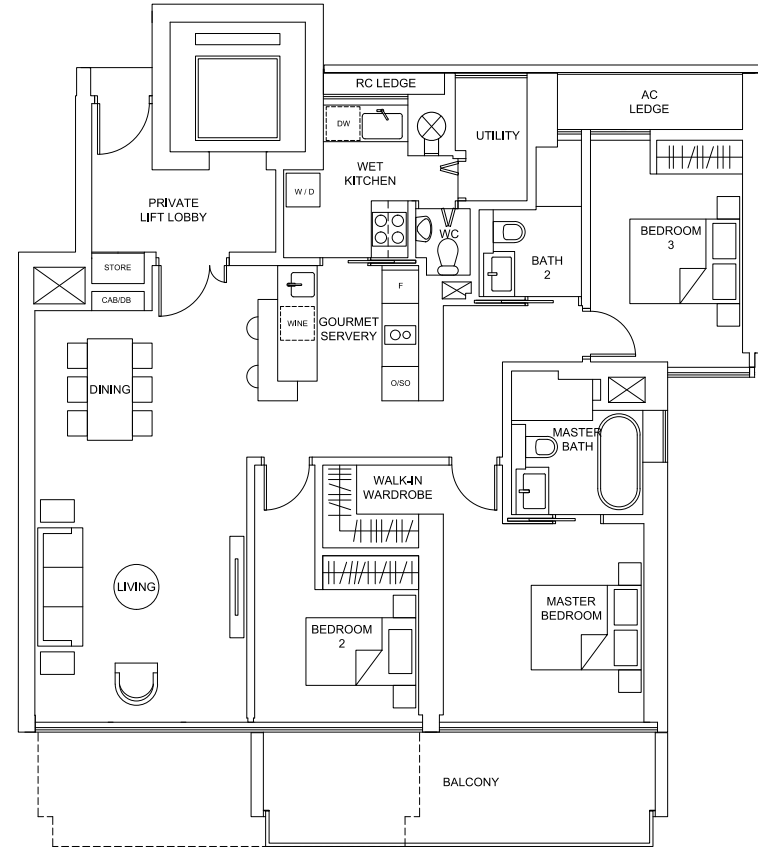 RC LEDGE
AC
LEDGE
DW
UTILITY
WET
KITCHEN
W / D
PRIVATE
LIFT LOBBY
WC
BEDROOM
3
BATH
2
STORE
CAB/DB
F
WINE
GOURMET
SERVERY
O/SO
DINING
MASTER
BATH
WALK-IN
WARDROBE
LIVING
MASTER
BEDROOM
BEDROOM
2
BALCONY